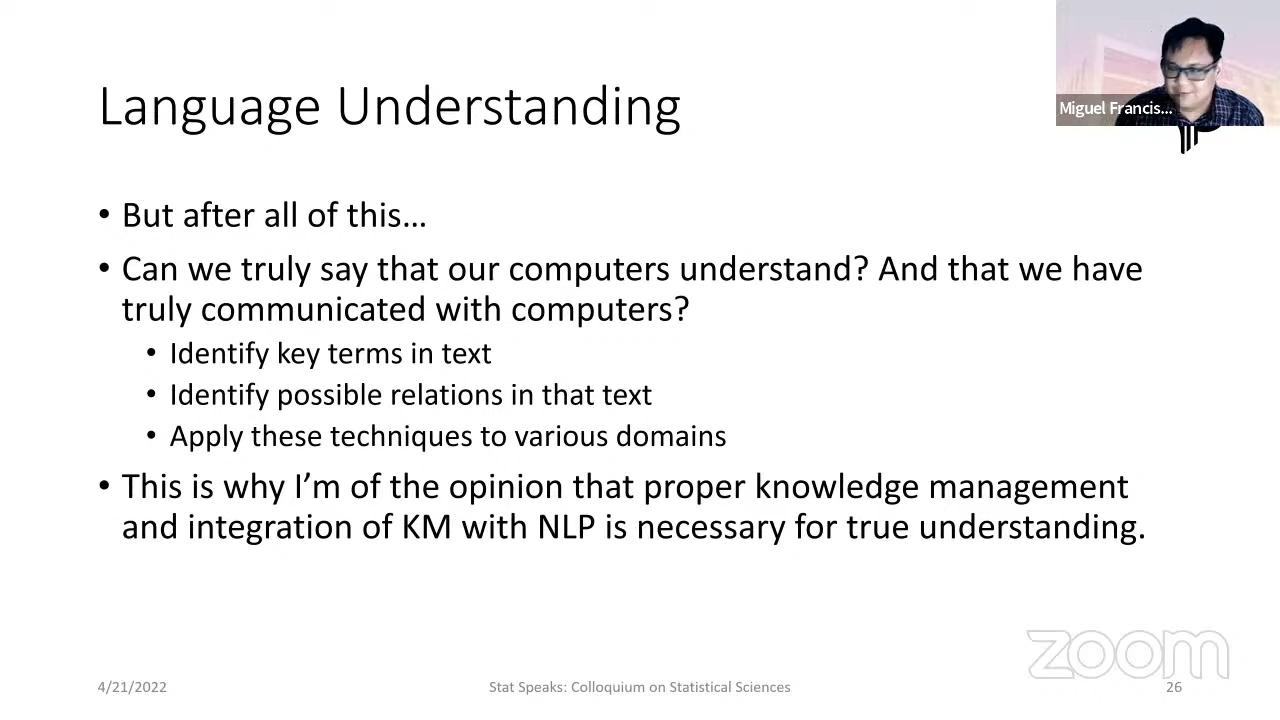 Miguel Francis...
Language Understanding
• But after all of this…
• Can we truly say that our computers understand? And that we have
truly communicated with computers?
• Identify key terms in text
• Identify possible relations in that text
• Apply these techniques to various domains
• This is why I’m of the opinion that proper knowledge management
and integration of KM with NLP is necessary for true understanding.
zoom
4/21/2022
Stat Speaks: Colloquium on Statistical Sciences
26